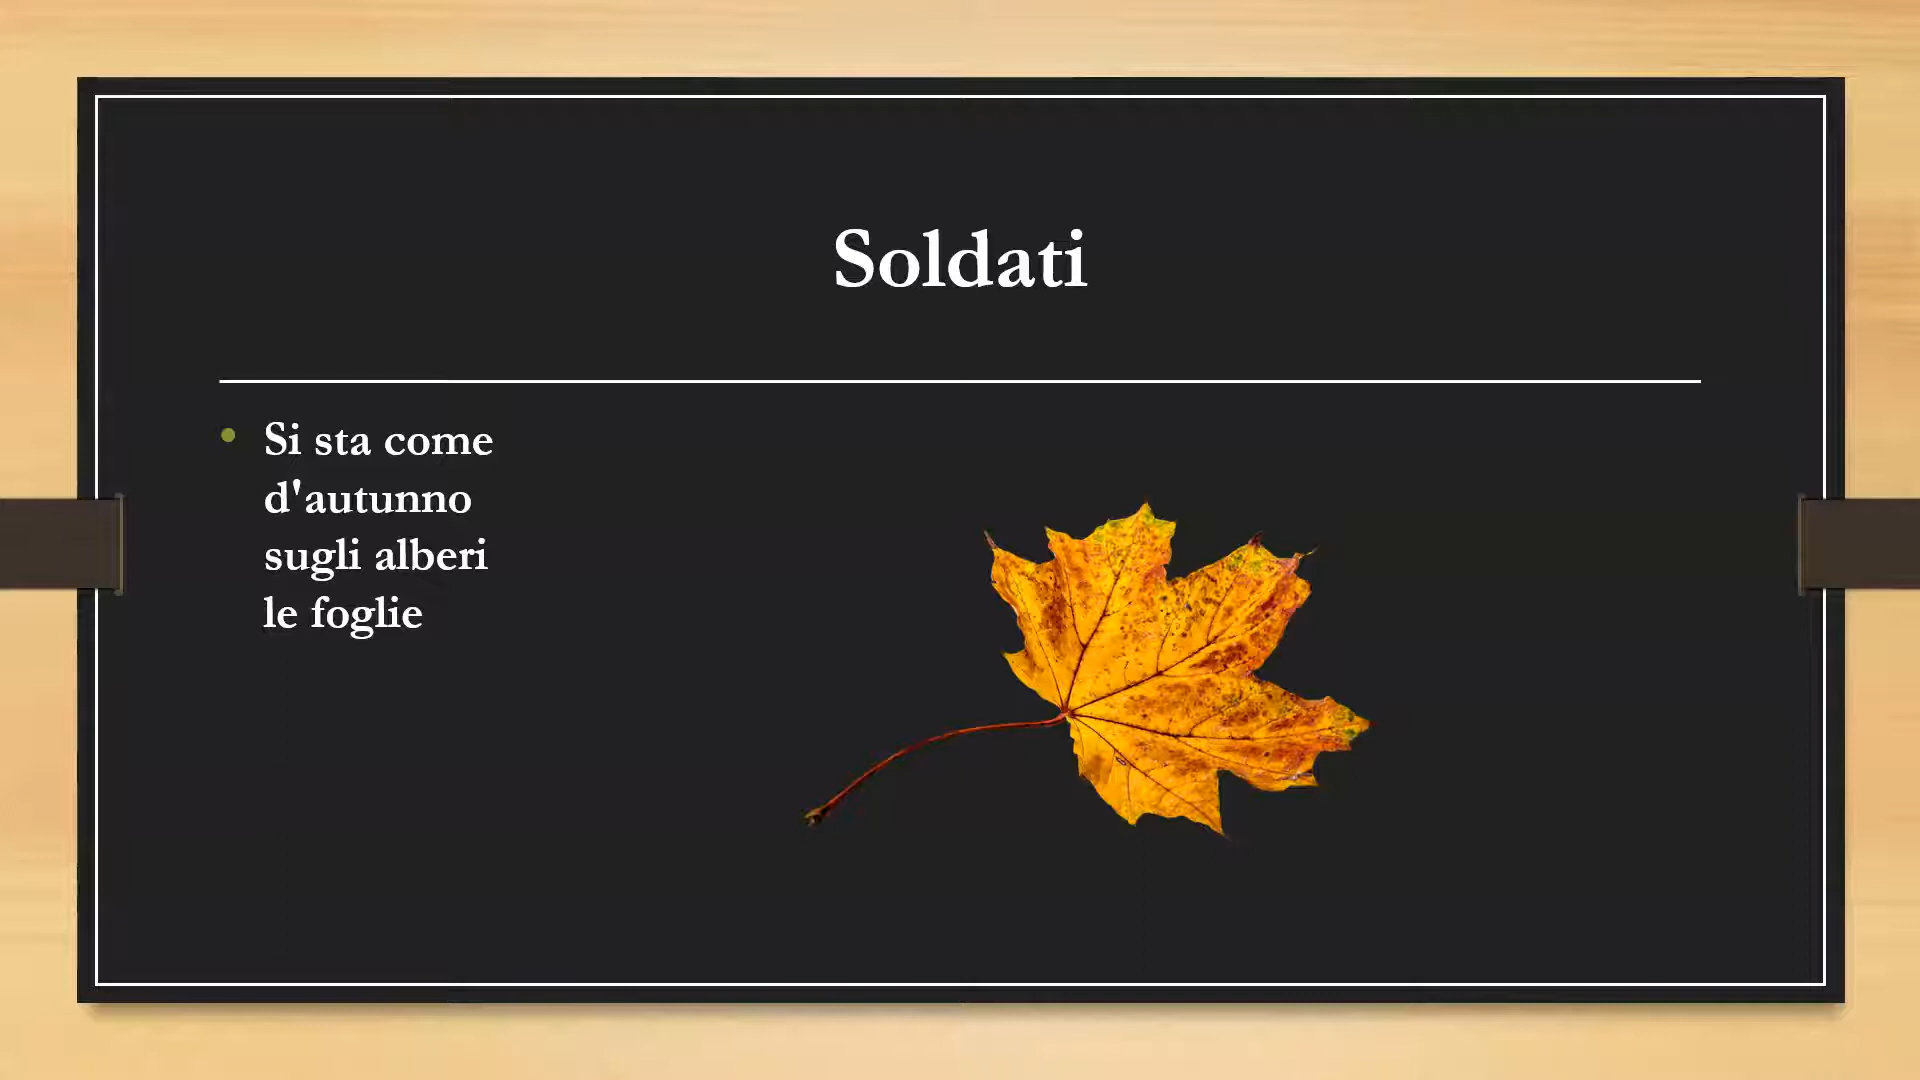 Soldati
• Si sta come
d'autunno
sugli alberi
le foglie